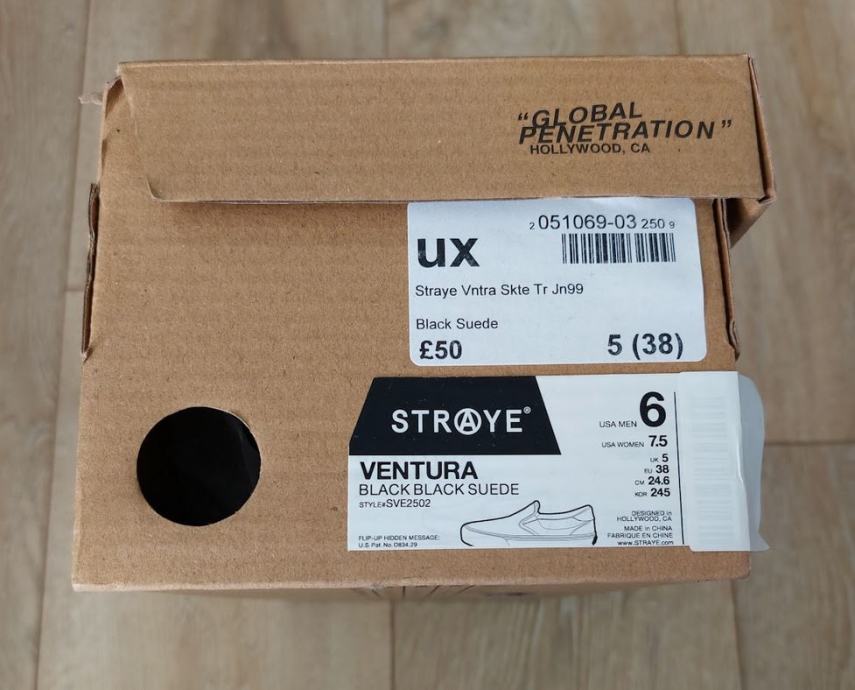 “GLOBAL
PENETRATION”
HOLLYWOOD, CA
2 051069-03 250 9
ux
Straye Vntra Skte Tr Jn99
Black Suede
£50 5 (38)
STRAYE®
USA MEN 6
USA WOMEN 7.5
UK 5
EU 38
CM 24.6
KOR 245
VENTURA
BLACK BLACK SUEDE
STYLE#SVE2502
DESIGNED in
HOLLYWOOD, CA
MADE in CHINA
FABRIQUE EN CHINE
www.STRAYE.com
FLIP-UP HIDDEN MESSAGE:
U.S. Pat. No. D834.29